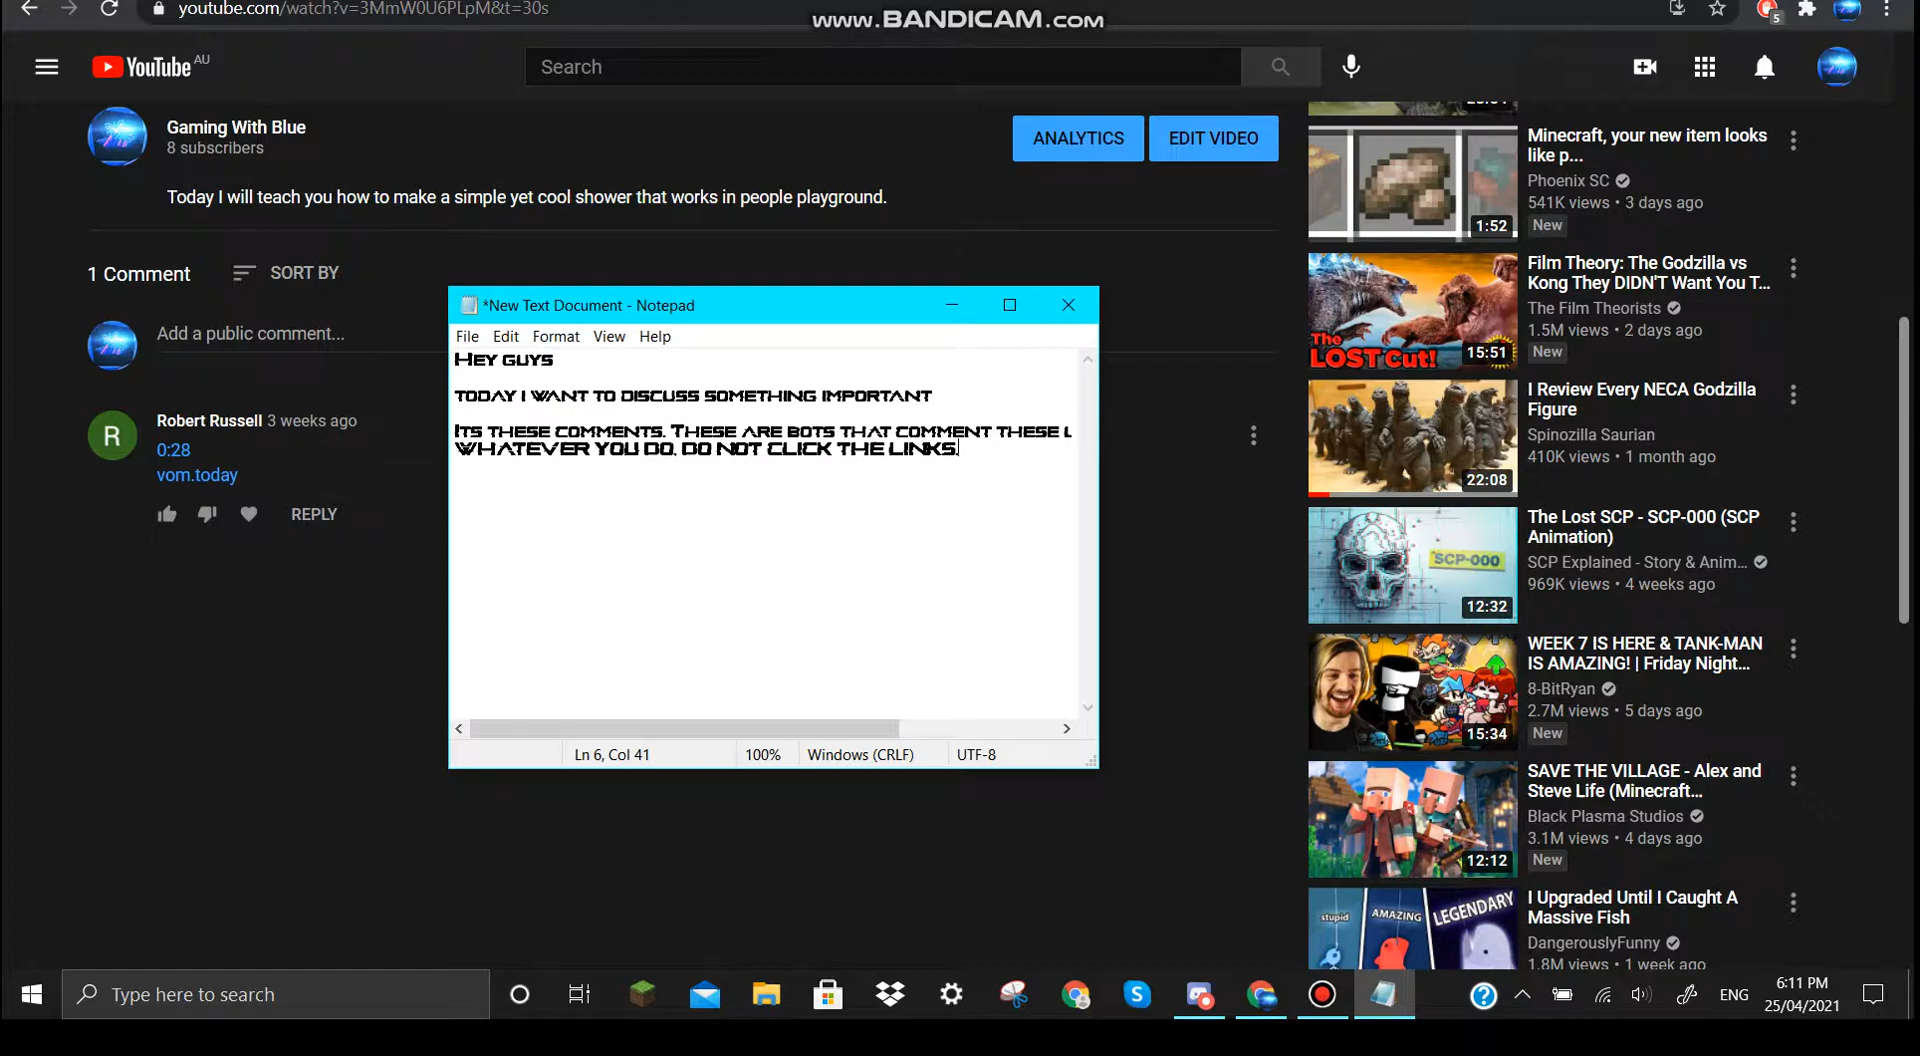 youtube.com/watch?v=3MmW0U6PLpM&t=30s
www.BANDICAM.com
5
YouTube AU
Search
Gaming With Blue
8 subscribers
ANALYTICS
EDIT VIDEO
Today I will teach you how to make a simple yet cool shower that works in people playground.
1 Comment
SORT BY
Add a public comment...
Robert Russell 3 weeks ago
0:28
vom.today
REPLY
*New Text Document - Notepad
File Edit Format View Help
Hey guys
today i want to discuss something important
Its these comments. These are bots that comment these
WHATEVER YOU DO, DO NOT CLICK THE LINKS.
Ln 6, Col 41
100%
Windows (CRLF)
UTF-8
Minecraft, your new item looks
like p...
Phoenix SC
541K views • 3 days ago
New
1:52
Film Theory: The Godzilla vs
Kong They DIDN'T Want You T...
The Film Theorists
1.5M views • 2 days ago
New
The
LOST Cut!
15:51
I Review Every NECA Godzilla
Figure
Spinozilla Saurian
410K views • 1 month ago
22:08
The Lost SCP - SCP-000 (SCP
Animation)
SCP Explained - Story & Anim...
969K views • 4 weeks ago
SCP-000
12:32
WEEK 7 IS HERE & TANK-MAN
IS AMAZING! | Friday Night...
8-BitRyan
2.7M views • 5 days ago
New
15:34
SAVE THE VILLAGE - Alex and
Steve Life (Minecraft...
Black Plasma Studios
3.1M views • 4 days ago
New
12:12
I Upgraded Until I Caught A
Massive Fish
DangerouslyFunny
1.8M views • 1 week ago
stupid
AMAZING
LEGENDARY
Type here to search
ENG
6:11 PM
25/04/2021